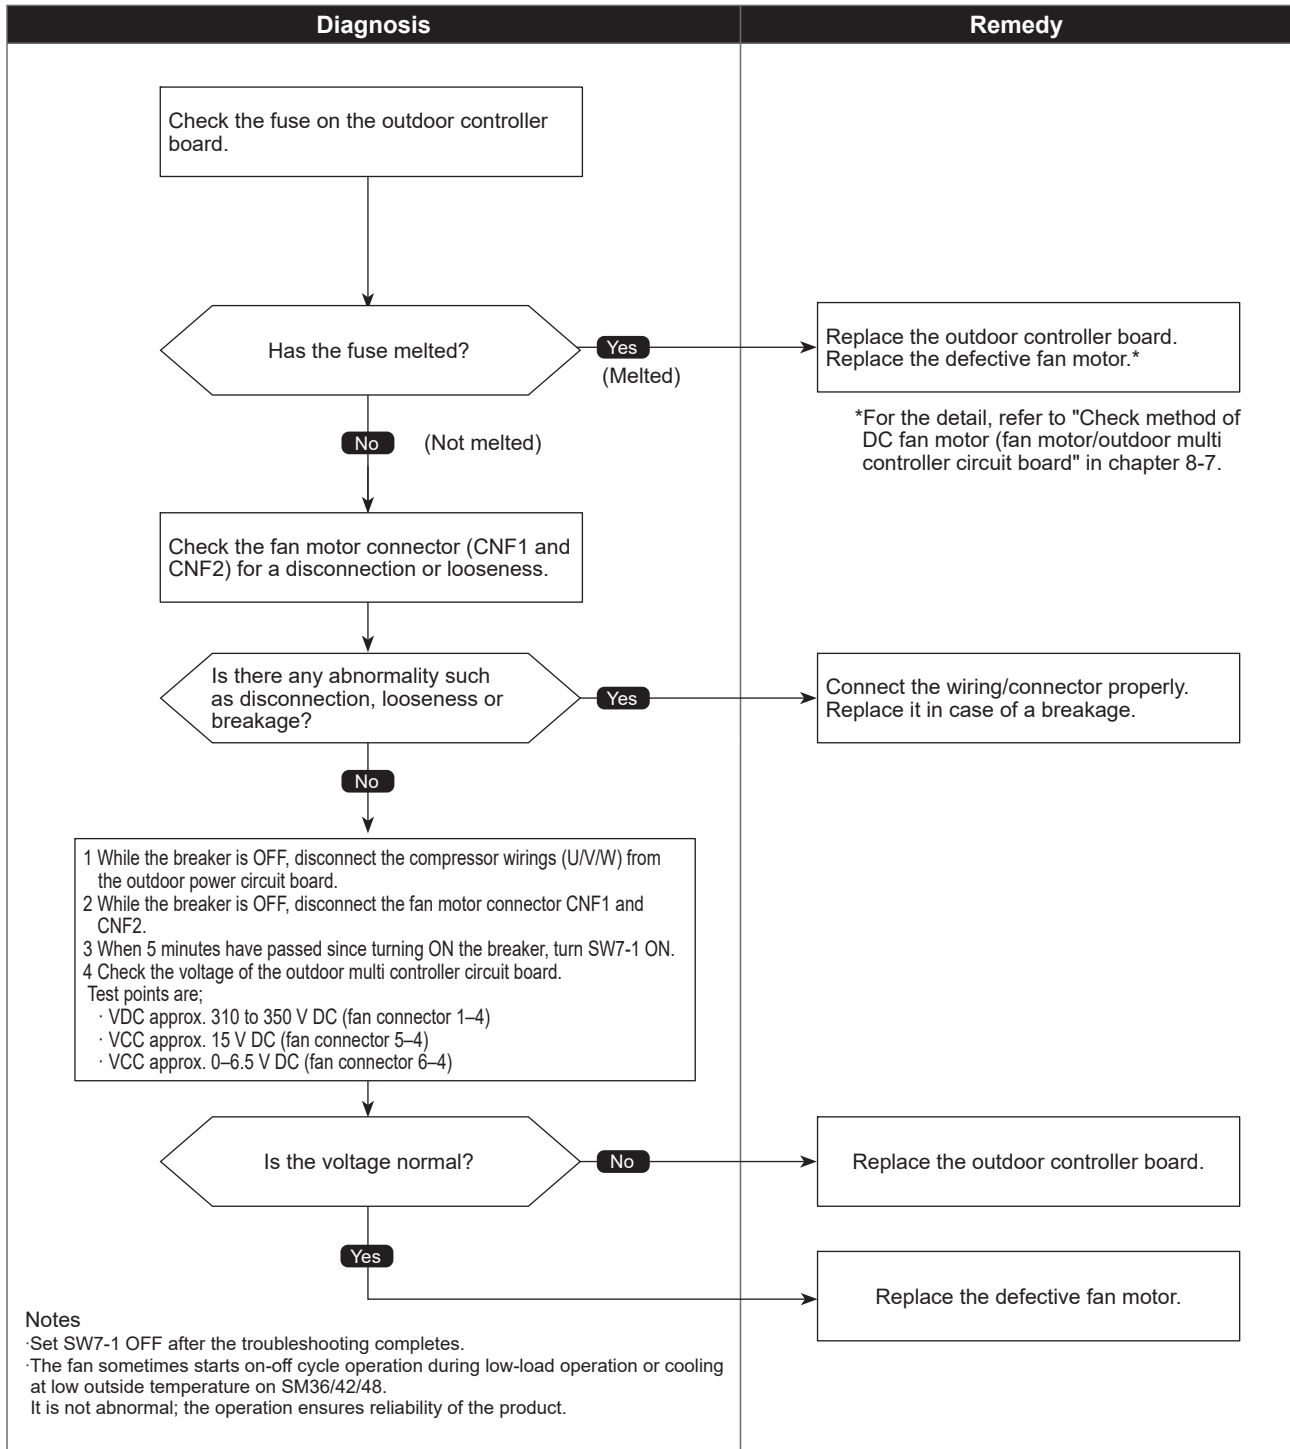 Diagnosis
Remedy
Check the fuse on the outdoor controller
board.
Has the fuse melted?
Yes
(Melted)
Replace the outdoor controller board.
Replace the defective fan motor.*
*For the detail, refer to "Check method of
DC fan motor (fan motor/outdoor multi
controller circuit board" in chapter 8-7.
No
(Not melted)
Check the fan motor connector (CNF1 and
CNF2) for a disconnection or looseness.
Is there any abnormality such
as disconnection, looseness or
breakage?
Yes
Connect the wiring/connector properly.
Replace it in case of a breakage.
No
1 While the breaker is OFF, disconnect the compressor wirings (U/V/W) from
the outdoor power circuit board.
2 While the breaker is OFF, disconnect the fan motor connector CNF1 and
CNF2.
3 When 5 minutes have passed since turning ON the breaker, turn SW7-1 ON.
4 Check the voltage of the outdoor multi controller circuit board.
Test points are;
· VDC approx. 310 to 350 V DC (fan connector 1–4)
· VCC approx. 15 V DC (fan connector 5–4)
· VCC approx. 0–6.5 V DC (fan connector 6–4)
Is the voltage normal?
No
Replace the outdoor controller board.
Yes
Replace the defective fan motor.
Notes
·Set SW7-1 OFF after the troubleshooting completes.
·The fan sometimes starts on-off cycle operation during low-load operation or cooling
at low outside temperature on SM36/42/48.
It is not abnormal; the operation ensures reliability of the product.